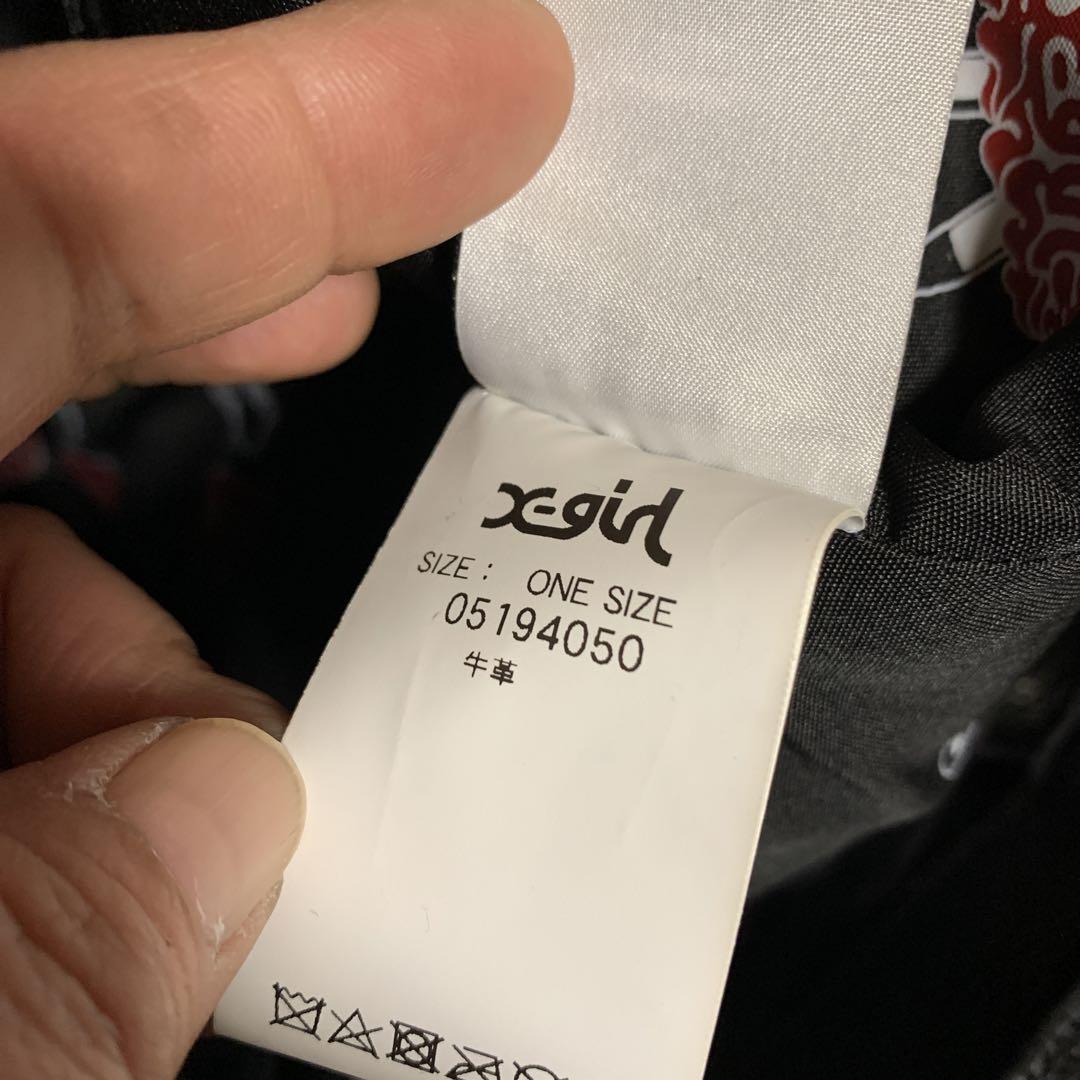 X-girl
SIZE : ONE SIZE
05194050
牛革